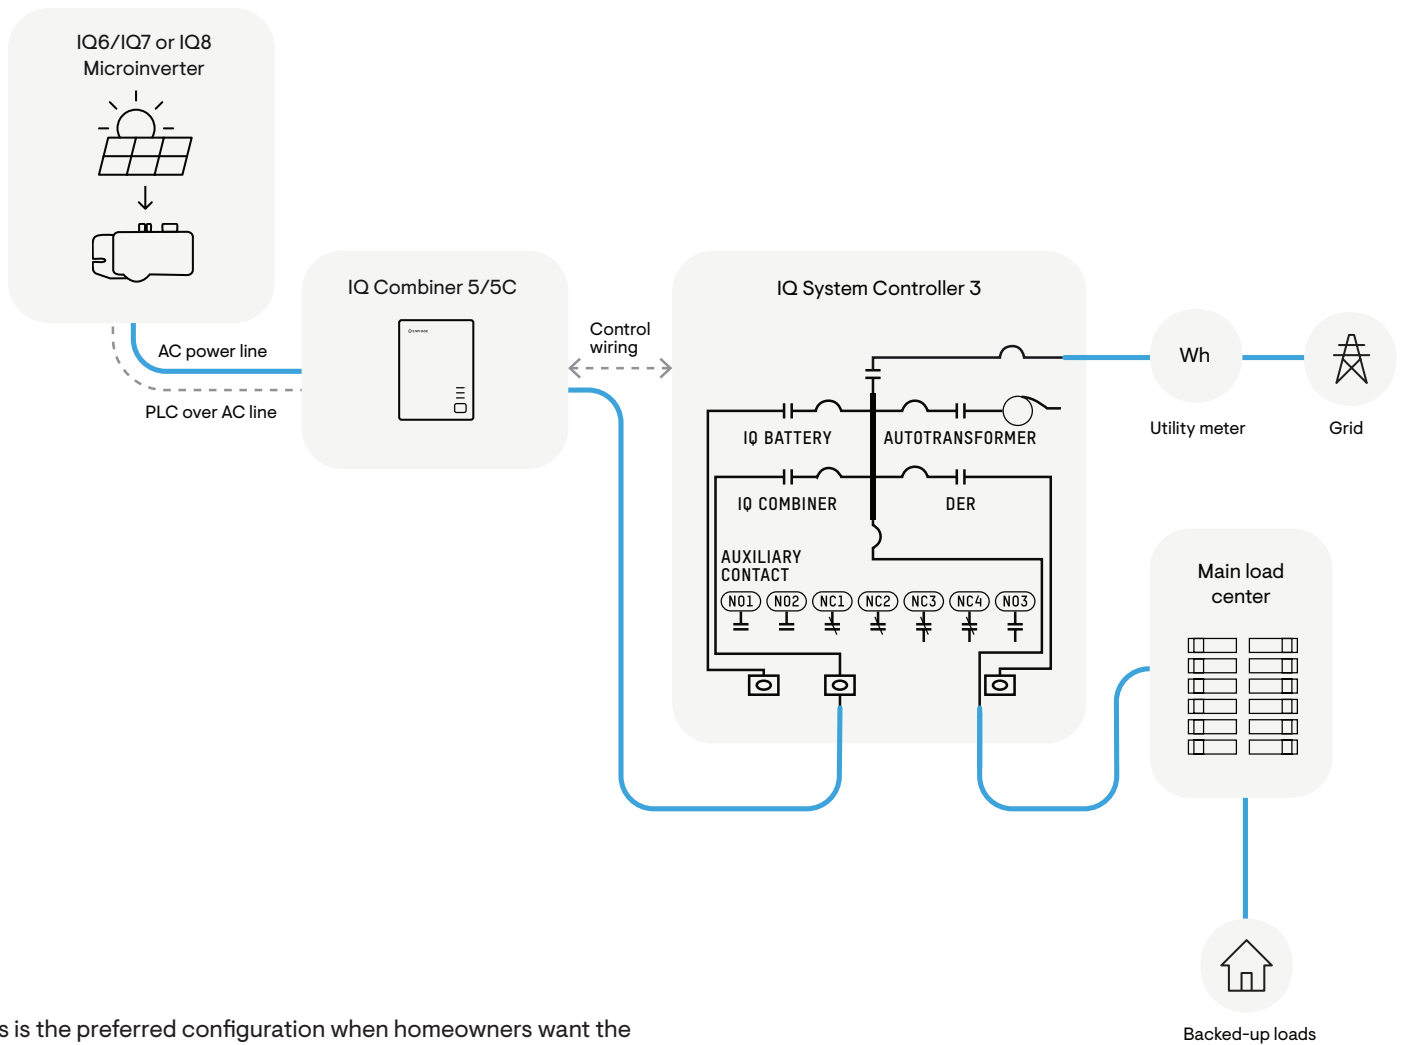 IQ6/IQ7 or IQ8
Microinverter
AC power line
PLC over AC line
IQ Combiner 5/5C
Control
wiring
IQ System Controller 3
IQ BATTERY
AUTOTRANSFORMER
IQ COMBINER
DER
AUXILIARY
CONTACT
NO1 NO2 NC1 NC2 NC3 NC4 NO3
Wh
Utility meter
Grid
Main load
center
Backed-up loads
s is the preferred configuration when homeowners want the